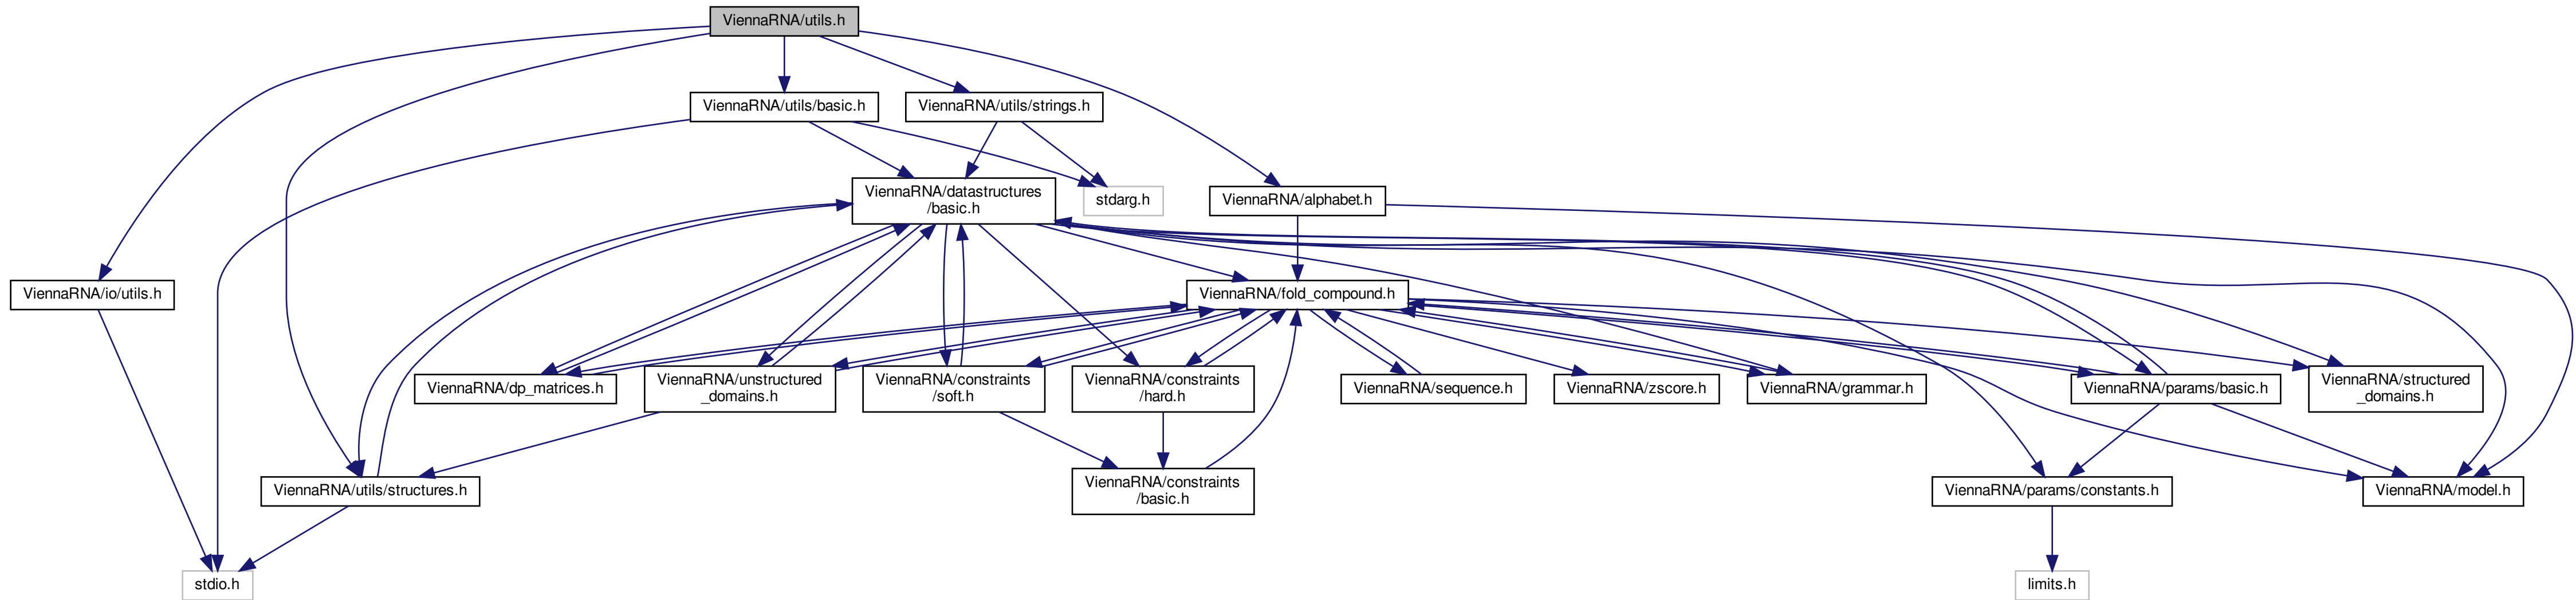 ViennaRNA/utils.h
ViennaRNA/utils/basic.h
ViennaRNA/utils/strings.h
ViennaRNA/datastructures
/basic.h
stdarg.h
ViennaRNA/alphabet.h
ViennaRNA/io/utils.h
ViennaRNA/fold_compound.h
ViennaRNA/dp_matrices.h
ViennaRNA/unstructured
_domains.h
ViennaRNA/constraints
/soft.h
ViennaRNA/constraints
/hard.h
ViennaRNA/sequence.h
ViennaRNA/zscore.h
ViennaRNA/grammar.h
ViennaRNA/params/basic.h
ViennaRNA/structured
_domains.h
ViennaRNA/utils/structures.h
ViennaRNA/constraints
/basic.h
ViennaRNA/params/constants.h
ViennaRNA/model.h
stdio.h
limits.h